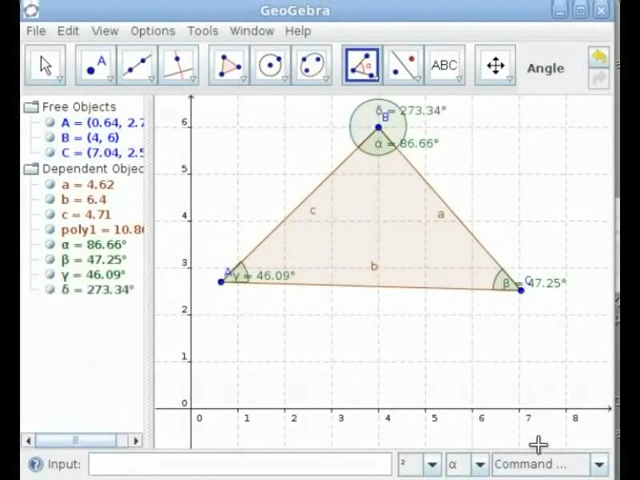 GeoGebra
File Edit View Options Tools Window Help
A
α
ABC
Angle
Free Objects
A = (0.64, 2.7
B = (4, 6)
C = (7.04, 2.5
Dependent Objec
a = 4.62
b = 6.4
c = 4.71
poly1 = 10.8
α = 86.66°
β = 47.25°
γ = 46.09°
δ = 273.34°
δ = 273.34°
B
α = 86.66°
c
a
b
A
γ = 46.09°
C
β = 47.25°
6
5
4
3
2
1
0
0 1 2 3 4 5 6 7 8
Input:
²
α
Command ...